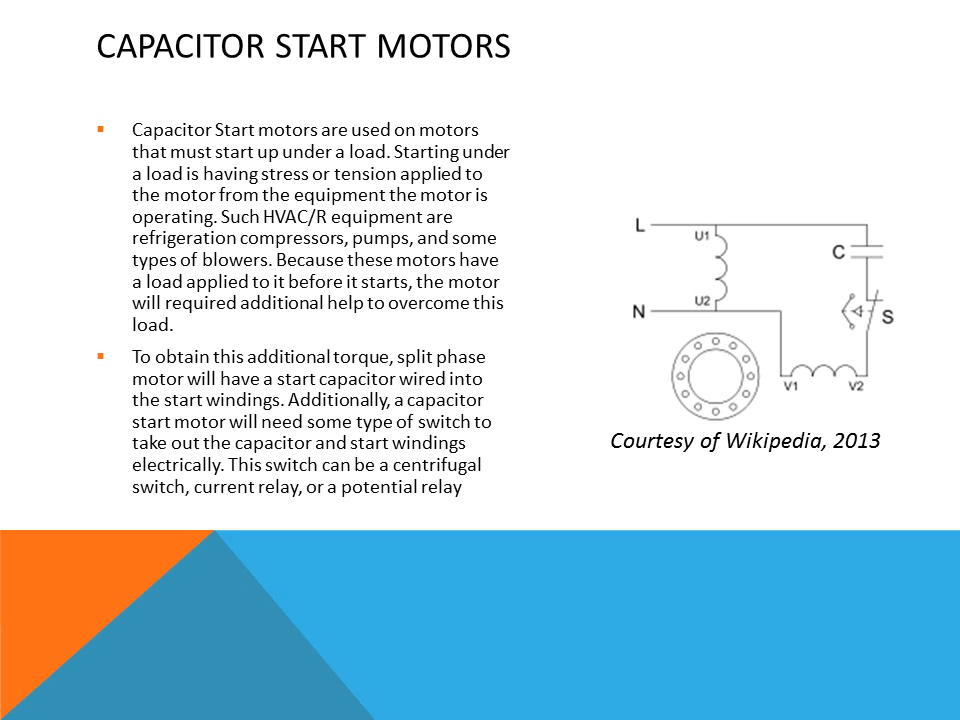 CAPACITOR START MOTORS
Capacitor Start motors are used on motors
that must start up under a load. Starting under
a load is having stress or tension applied to
the motor from the equipment the motor is
operating. Such HVAC/R equipment are
refrigeration compressors, pumps, and some
types of blowers. Because these motors have
a load applied to it before it starts, the motor
will required additional help to overcome this
load.
To obtain this additional torque, split phase
motor will have a start capacitor wired into
the start windings. Additionally, a capacitor
start motor will need some type of switch to
take out the capacitor and start windings
electrically. This switch can be a centrifugal
switch, current relay, or a potential relay
L
U1
C
U2
N
S
V1
V2
Courtesy of Wikipedia, 2013